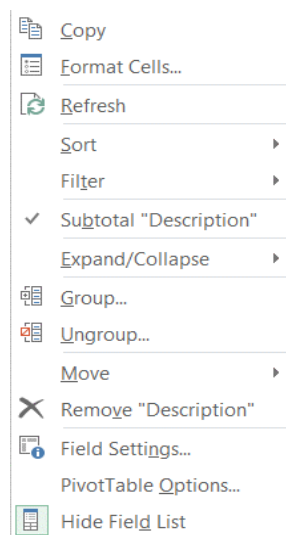 Copy
Format Cells...
Refresh
Sort
Filter
Subtotal "Description"
Expand/Collapse
Group...
Ungroup...
Move
Remove "Description"
Field Settings...
PivotTable Options...
Hide Field List